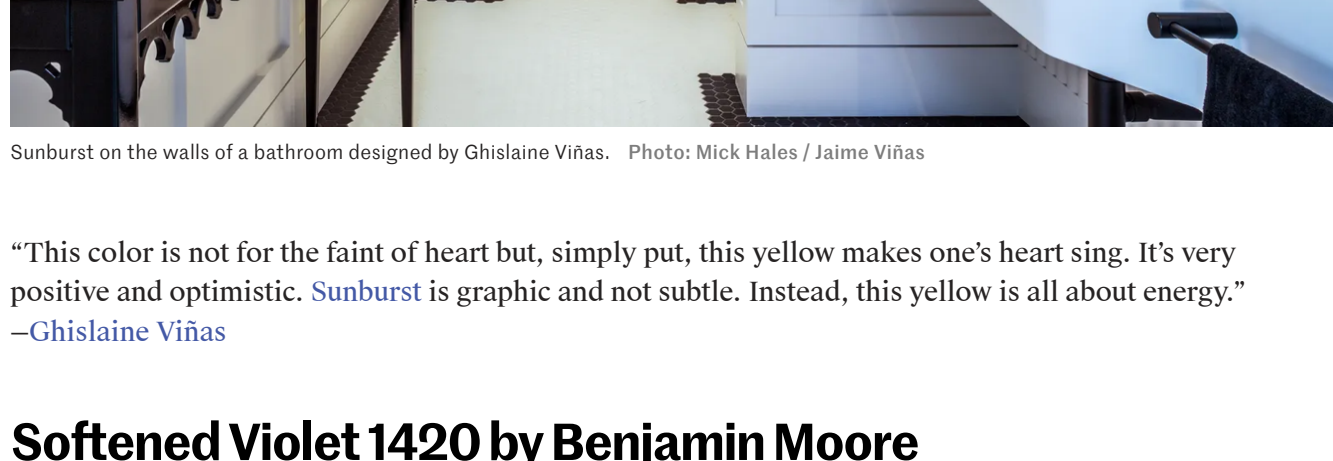 Sunburst on the walls of a bathroom designed by Ghislaine Viñas. Photo: Mick Hales / Jaime Viñas
“This color is not for the faint of heart but, simply put, this yellow makes one’s heart sing. It’s very
positive and optimistic. Sunburst is graphic and not subtle. Instead, this yellow is all about energy.”
—Ghislaine Viñas
Softened Violet 1420 by Benjamin Moore